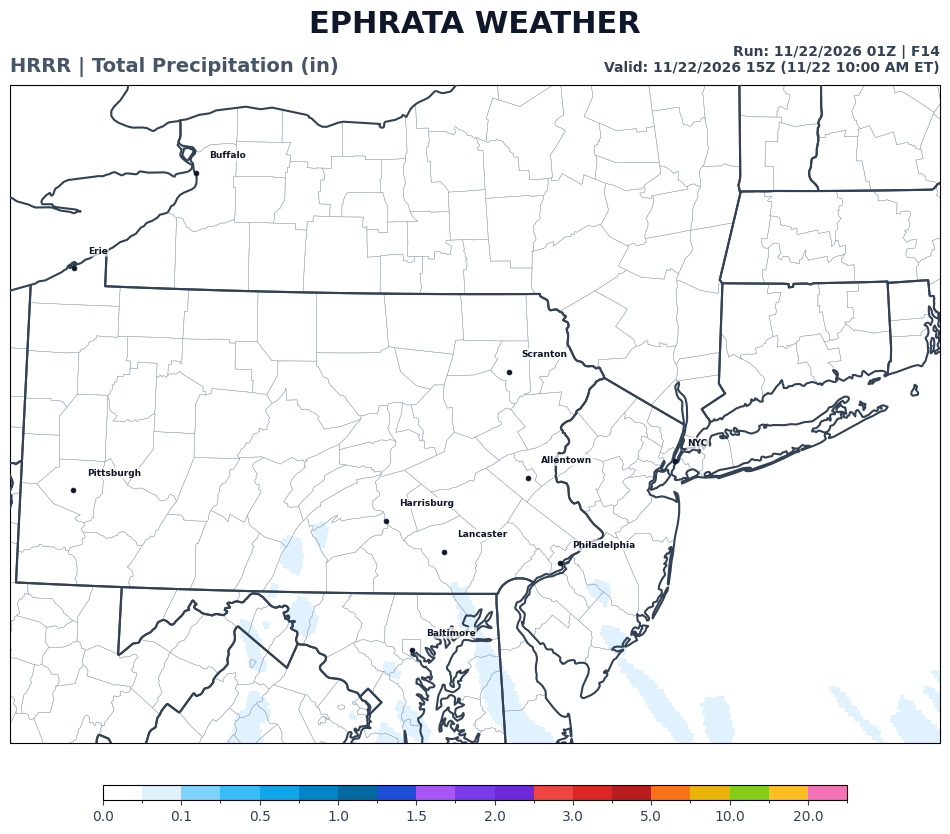 EPHRATA WEATHER
HRRR | Total Precipitation (in)
Run: 11/22/2026 01Z | F14
Valid: 11/22/2026 15Z (11/22 10:00 AM ET)
Buffalo
Erie
Scranton
NYC
Allentown
Pittsburgh
Harrisburg
Lancaster
Philadelphia
Baltimore
0.0 0.1 0.5 1.0 1.5 2.0 3.0 5.0 10.0 20.0